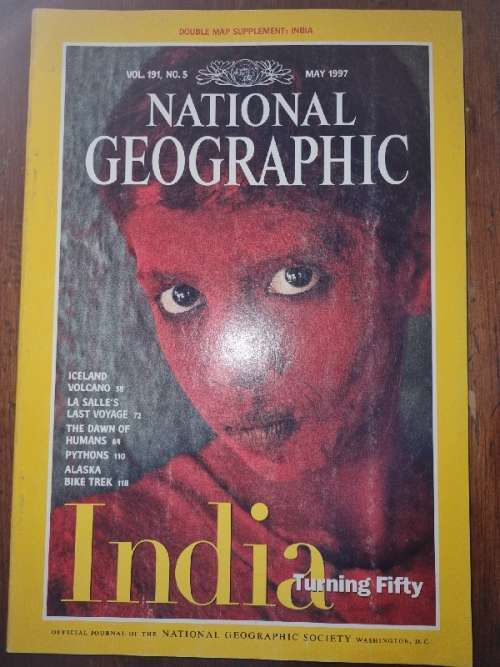 DOUBLE MAP SUPPLEMENT: INDIA
VOL. 191, NO. 5
MAY 1997
NATIONAL
GEOGRAPHIC
ICELAND
VOLCANO 58
LA SALLE'S
LAST VOYAGE 72
THE DAWN OF
HUMANS 84
PYTHONS 110
ALASKA
BIKE TREK 118
India
Turning Fifty
OFFICIAL JOURNAL OF THE NATIONAL GEOGRAPHIC SOCIETY WASHINGTON, D.C.